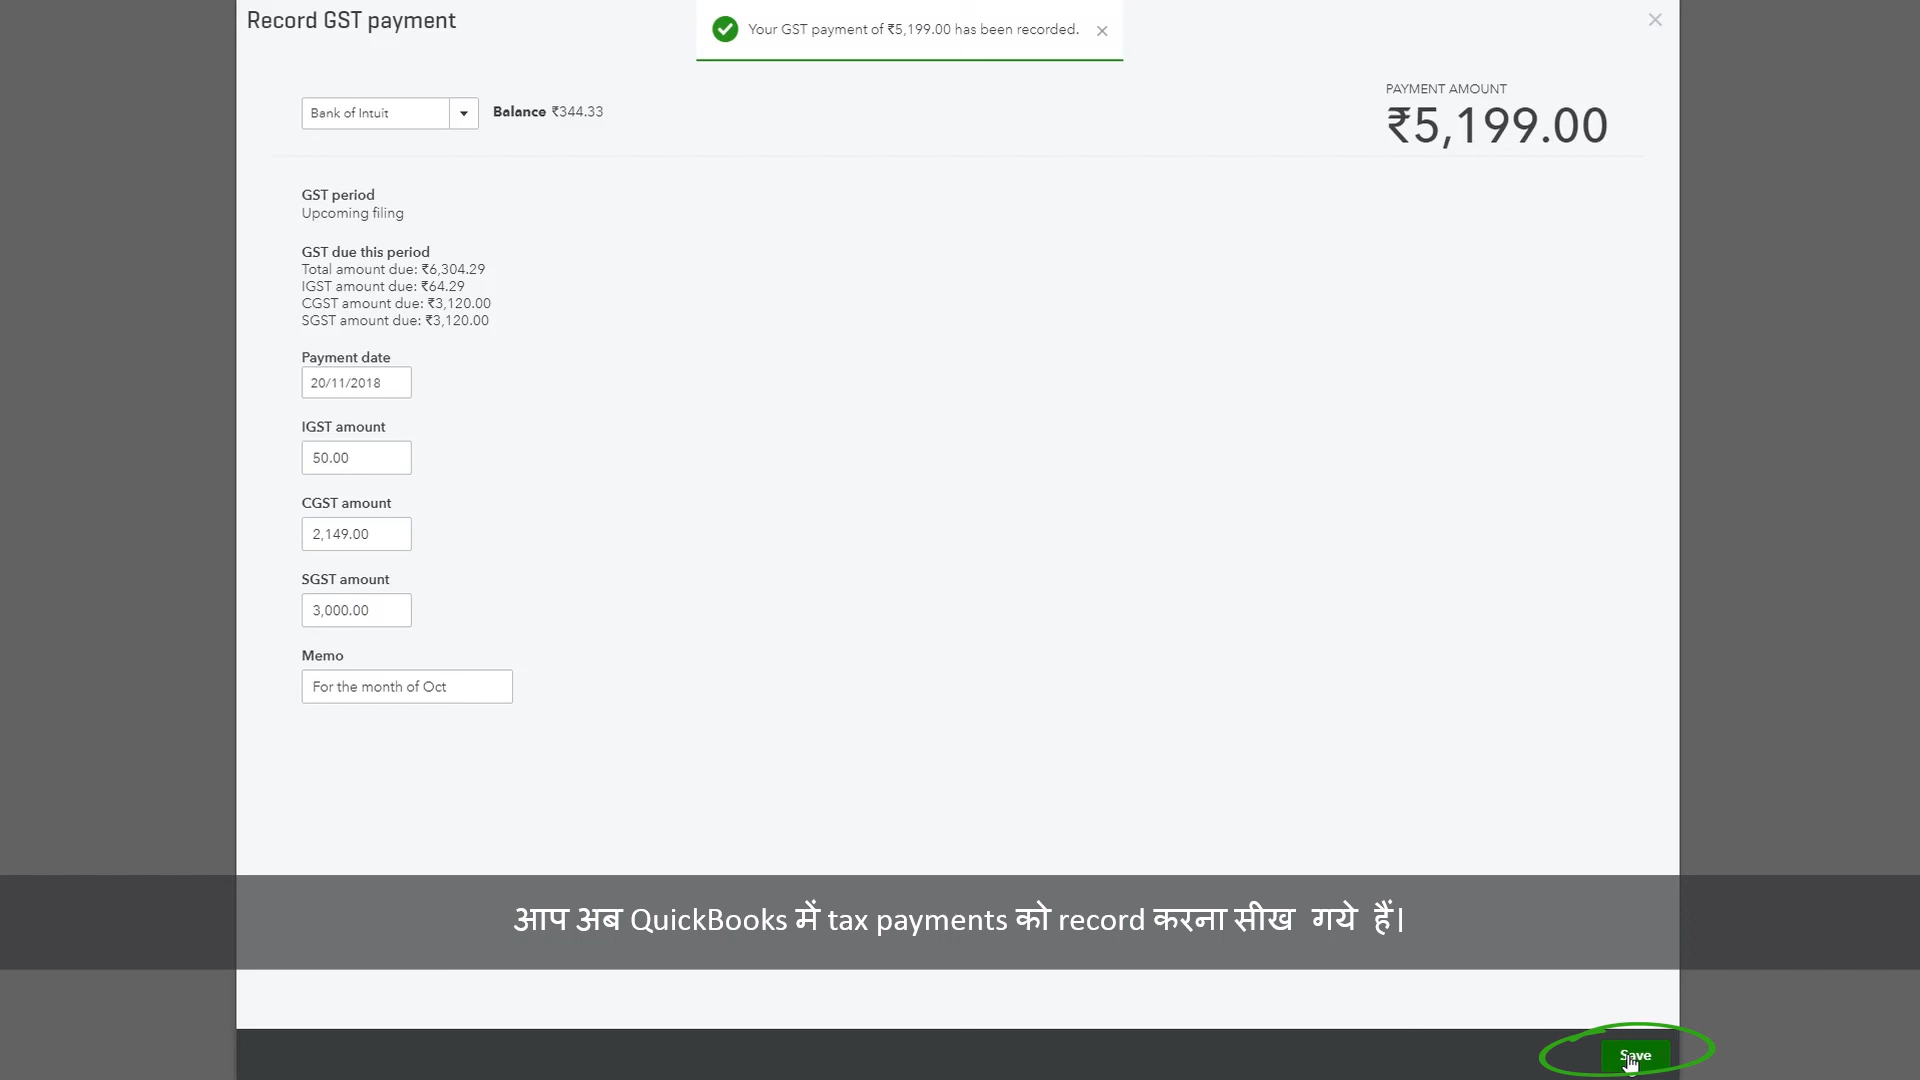 Record GST payment
Your GST payment of ₹5,199.00 has been recorded.
Bank of Intuit
Balance ₹344.33
PAYMENT AMOUNT
₹5,199.00
GST period
Upcoming filing
GST due this period
Total amount due: ₹6,304.29
IGST amount due: ₹64.29
CGST amount due: ₹3,120.00
SGST amount due: ₹3,120.00
Payment date
20/11/2018
IGST amount
50.00
CGST amount
2,149.00
SGST amount
3,000.00
Memo
For the month of Oct
आप अब QuickBooks में tax payments को record करना सीख गये हैं|
Save